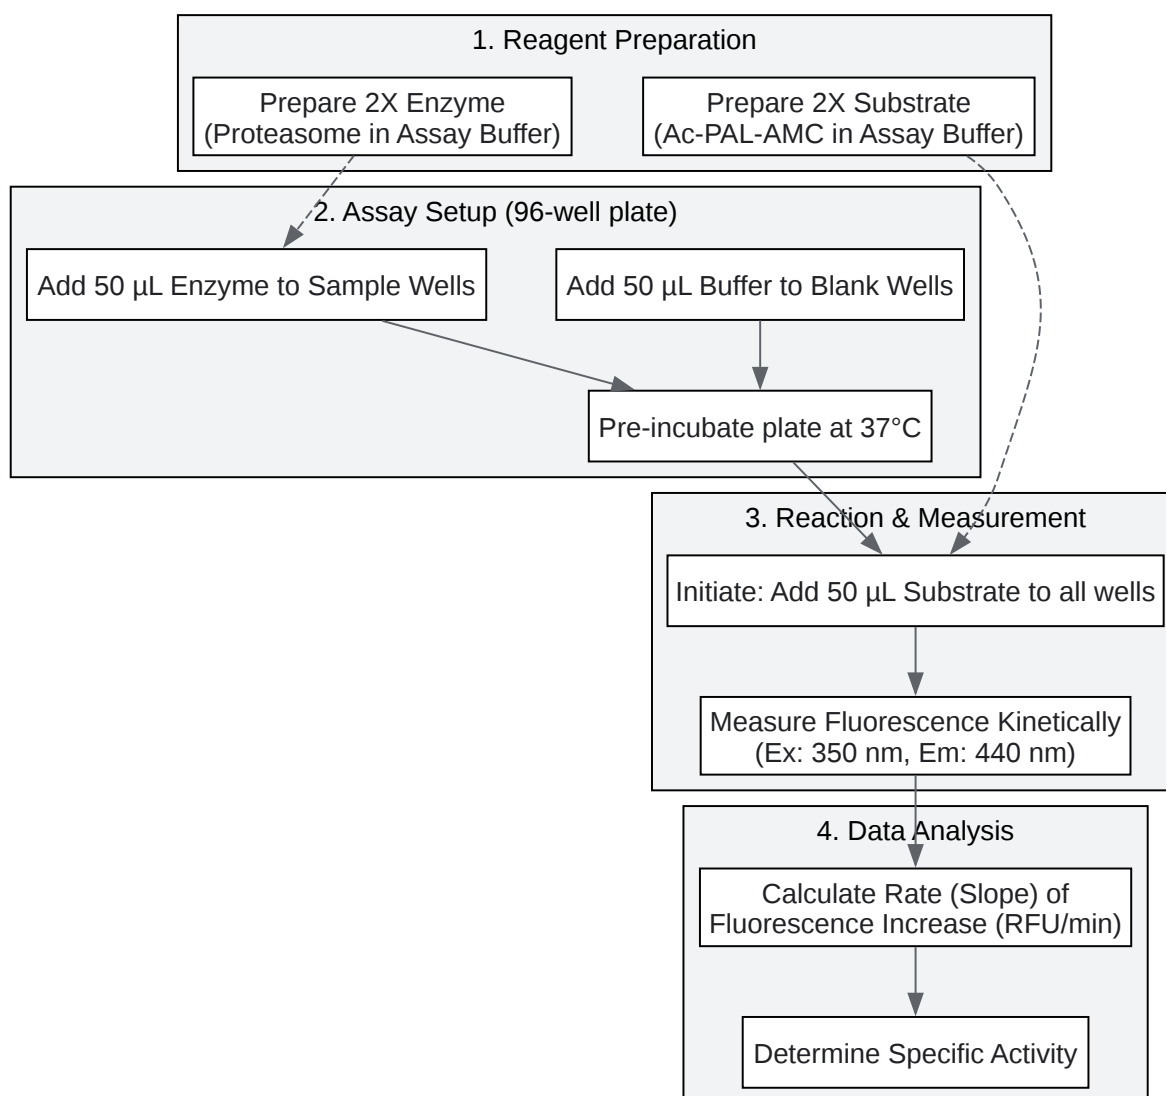 1. Reagent Preparation
Prepare 2X Enzyme
(Proteasome in Assay Buffer)
Prepare 2X Substrate
(Ac-PAL-AMC in Assay Buffer)
2. Assay Setup (96-well plate)
Add 50 µL Enzyme to Sample Wells
Add 50 µL Buffer to Blank Wells
Pre-incubate plate at 37°C
3. Reaction & Measurement
Initiate: Add 50 µL Substrate to all wells
Measure Fluorescence Kinetically
(Ex: 350 nm, Em: 440 nm)
4. Data Analysis
Calculate Rate (Slope) of
Fluorescence Increase (RFU/min)
Determine Specific Activity